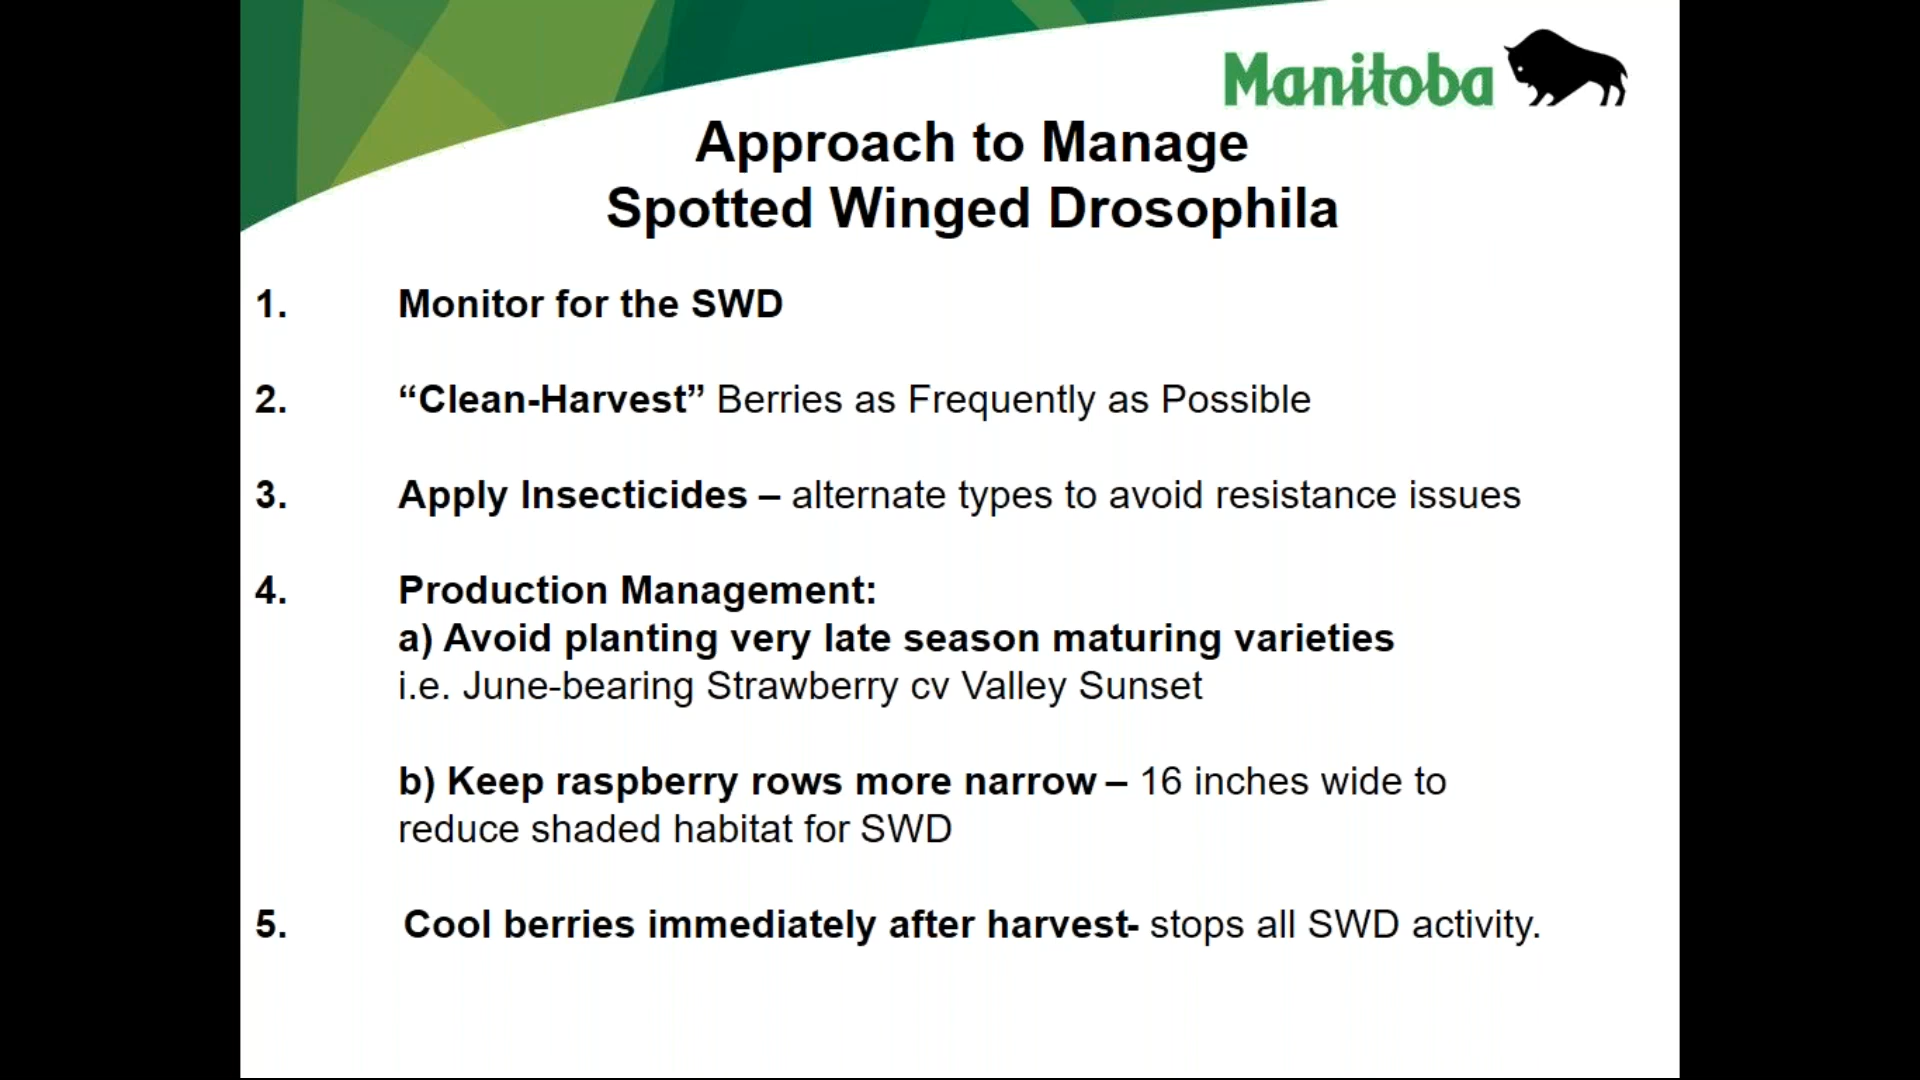 Manitoba
Approach to Manage
Spotted Winged Drosophila
1. Monitor for the SWD
2. “Clean-Harvest” Berries as Frequently as Possible
3. Apply Insecticides – alternate types to avoid resistance issues
4. Production Management:
a) Avoid planting very late season maturing varieties
i.e. June-bearing Strawberry cv Valley Sunset
b) Keep raspberry rows more narrow – 16 inches wide to
reduce shaded habitat for SWD
5. Cool berries immediately after harvest- stops all SWD activity.